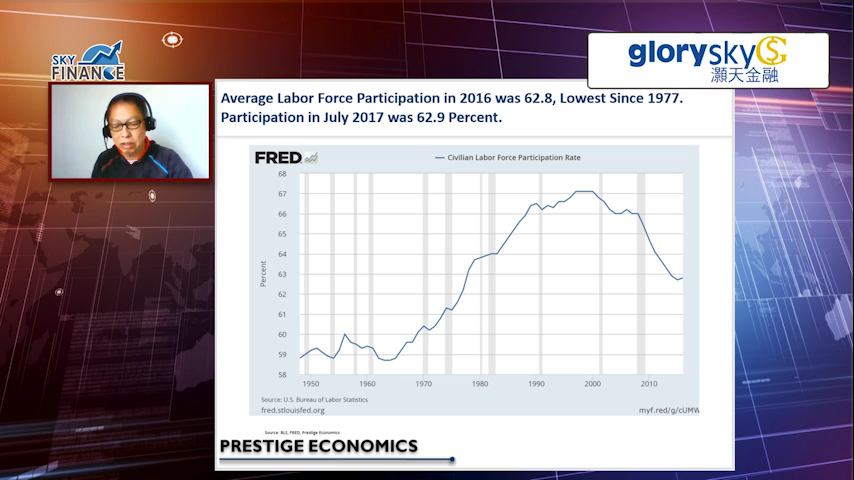 SKY
FINANCE
glorysky
灝天金融
Average Labor Force Participation in 2016 was 62.8, Lowest Since 1977.
Participation in July 2017 was 62.9 Percent.
FRED
Civilian Labor Force Participation Rate
68
67
66
65
64
63
62
61
60
59
58
Percent
1950 1960 1970 1980 1990 2000 2010
Source: U.S. Bureau of Labor Statistics
fred.stlouisfed.org myf.red/g/cUMW
Source: BLS, FRED, Prestige Economics
PRESTIGE ECONOMICS